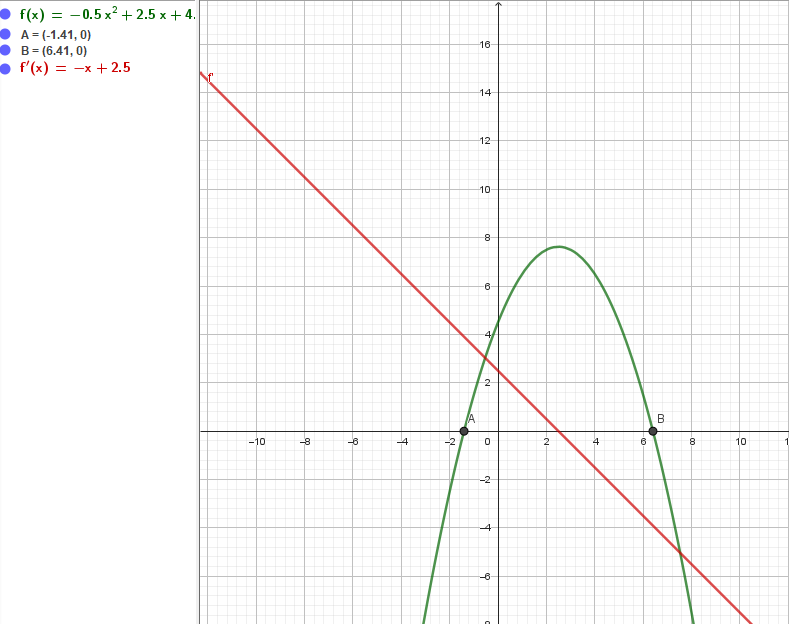 f(x) = −0.5 x² + 2.5 x + 4.
A = (-1.41, 0)
B = (6.41, 0)
f'(x) = −x + 2.5
f'
16
14
12
10
8
6
4
2
A
B
−10 −8 −6 −4 −2 0 2 4 6 8 10 1
−2
−4
−6